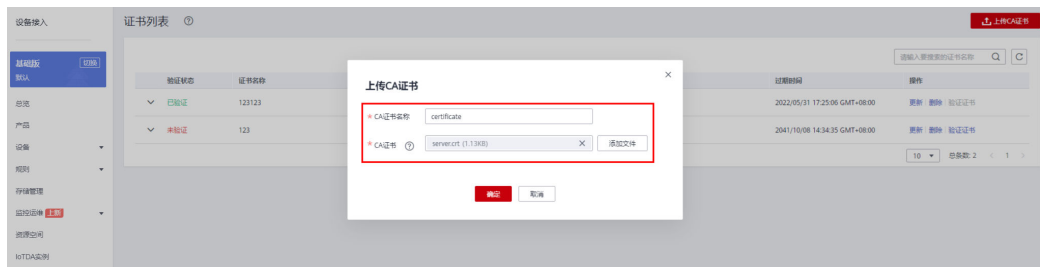 设备接入
证书列表
上传CA证书
基础版 切换
默认
请输入要搜索的证书名称
验证状态 证书名称 过期时间 操作
已验证 123123 2022/05/31 17:25:06 GMT+08:00 更新 删除 验证证书
未验证 123 2041/10/08 14:34:35 GMT+08:00 更新 删除 验证证书
10 总条数: 2 < 1 >
总览
产品
设备
规则
存储管理
监控运维 上新
资源空间
IoTDA实例
上传CA证书
* CA证书名称 certificate
* CA证书 server.crt (1.13KB) 添加文件
确定 取消